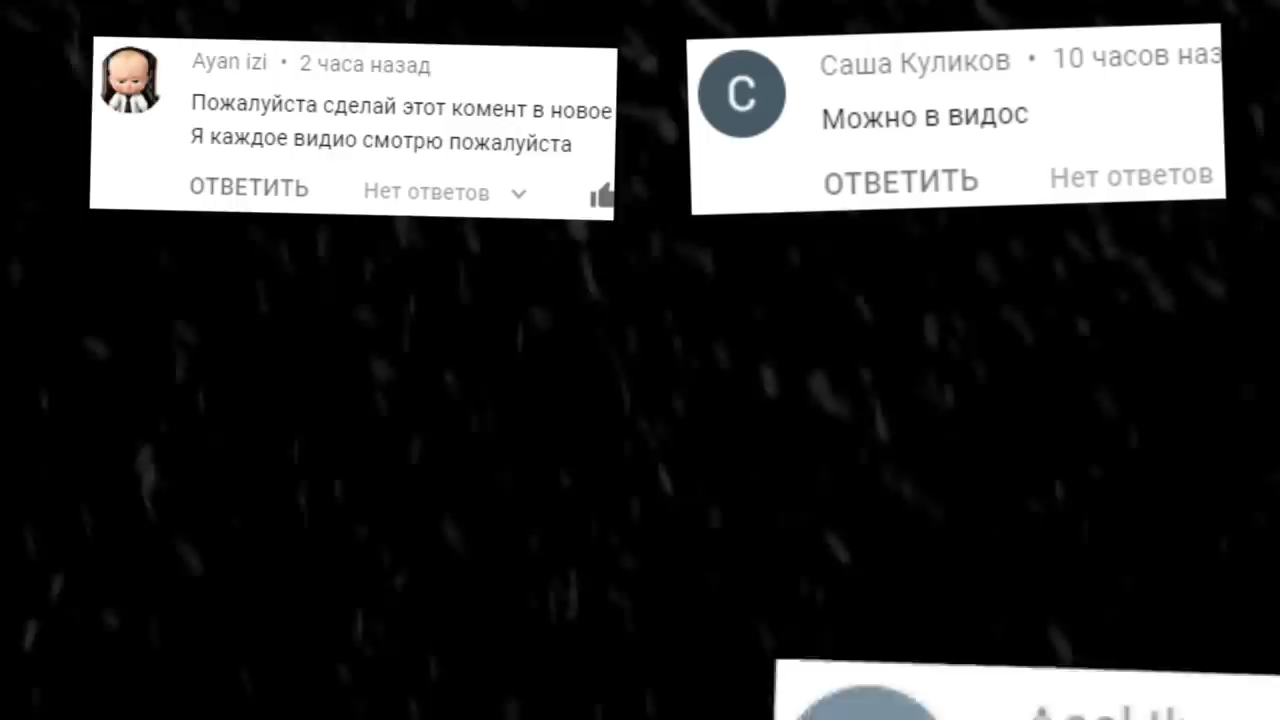 Ayan izi • 2 часа назад
Пожалуйста сделай этот комент в новое
Я каждое видио смотрю пожалуйста
ОТВЕТИТЬ Нет ответов
С
Саша Куликов • 10 часов наз
Можно в видос
ОТВЕТИТЬ Нет ответов